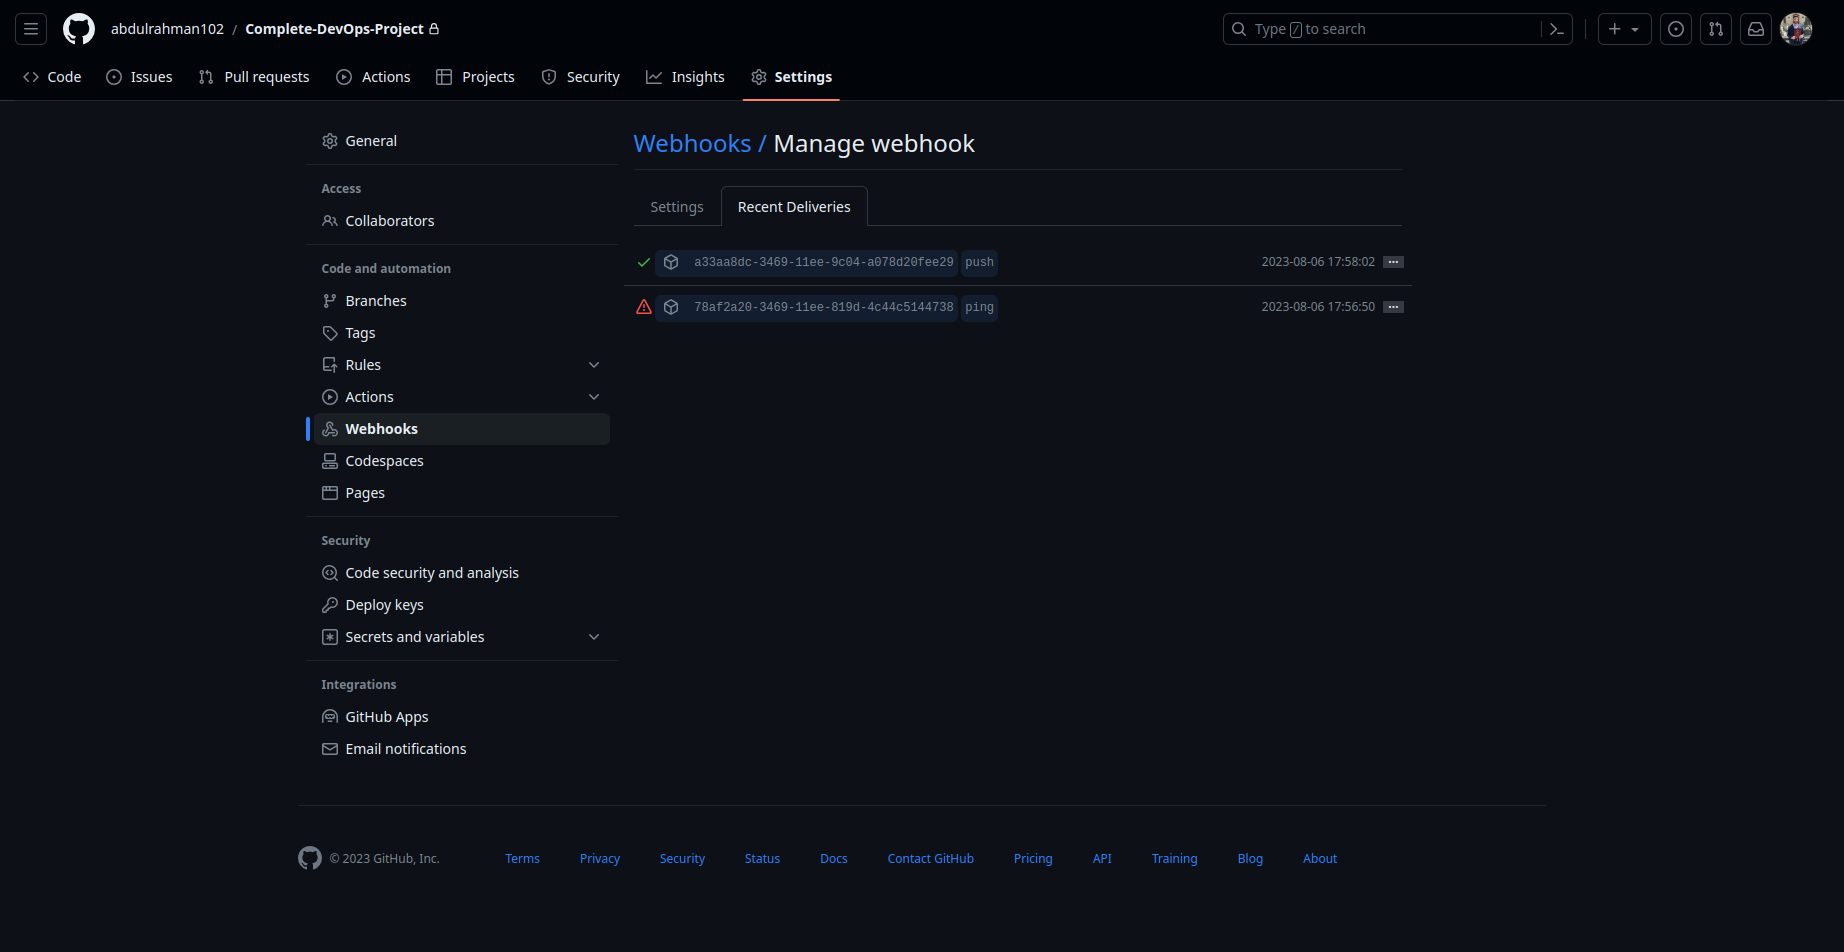 abdulrahman102 / Complete-DevOps-Project
Type / to search
Code Issues Pull requests Actions Projects Security Insights Settings
General
Access
Collaborators
Code and automation
Branches
Tags
Rules
Actions
Webhooks
Codespaces
Pages
Security
Code security and analysis
Deploy keys
Secrets and variables
Integrations
GitHub Apps
Email notifications
Webhooks / Manage webhook
Settings Recent Deliveries
a33aa8dc-3469-11ee-9c04-a078d20fee29 push 2023-08-06 17:58:02
78af2a20-3469-11ee-819d-4c44c5144738 ping 2023-08-06 17:56:50
© 2023 GitHub, Inc. Terms Privacy Security Status Docs Contact GitHub Pricing API Training Blog About